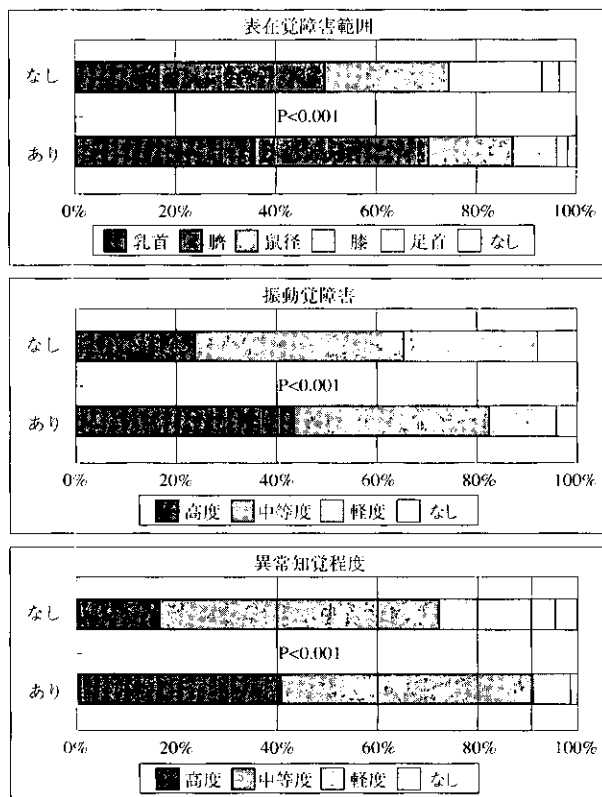 表在覚障害範囲
なし
P<0.001
あり
0% 20% 40% 60% 80% 100%
乳首 臍 鼠径 膝 足首 なし
振動覚障害
なし
P<0.001
あり
0% 20% 40% 60% 80% 100%
高度 中等度 軽度 なし
異常知覚程度
なし
P<0.001
あり
0% 20% 40% 60% 80% 100%
高度 中等度 軽度 なし